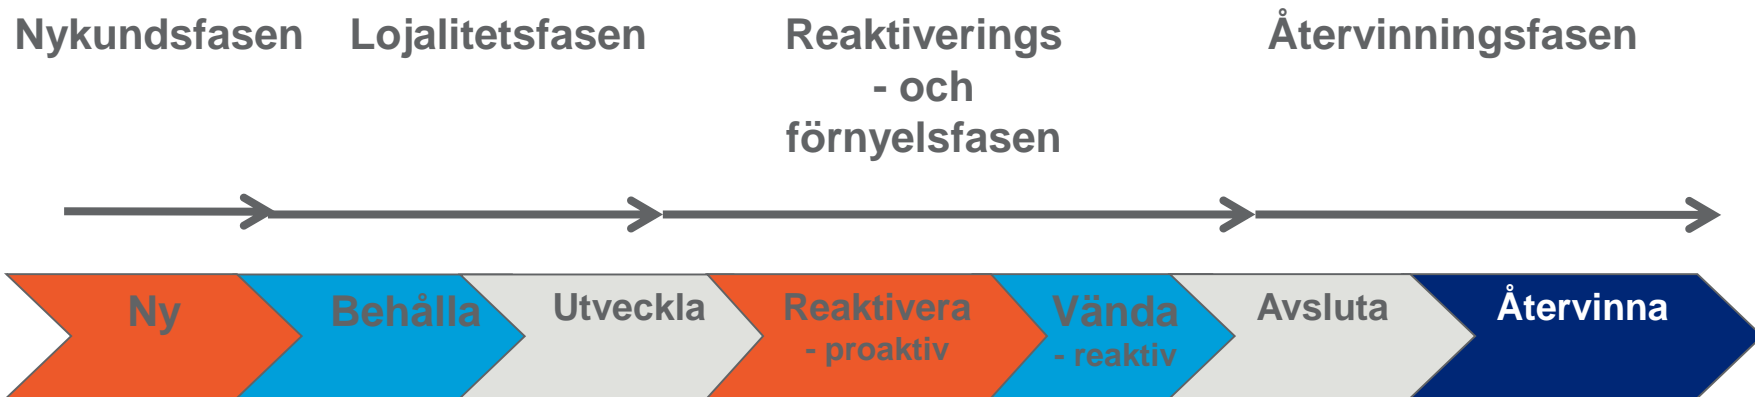 Nykundsfasen
Lojalitetsfasen
Reaktiverings
- och
förnyelsfasen
Återvinningsfasen
Ny
Behålla
Utveckla
Reaktivera
- proaktiv
Vända
- reaktiv
Avsluta
Återvinna